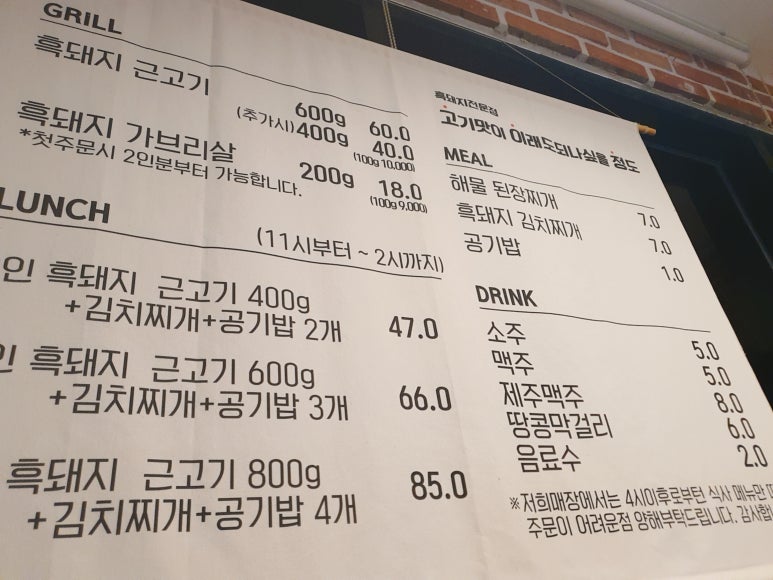 GRILL
흑돼지 근고기
600g 60.0
(추가시)400g 40.0
(100g 10.000)
흑돼지 가브리살
200g 18.0
(100g 9.000)
*첫주문시 2인분부터 가능합니다.
LUNCH
(11시부터 ~ 2시까지)
인 흑돼지 근고기 400g
+김치찌개+공기밥 2개 47.0
인 흑돼지 근고기 600g
+김치찌개+공기밥 3개 66.0
흑돼지 근고기 800g
+김치찌개+공기밥 4개 85.0
흑돼지전문점
고기맛이 이래도되나싶을 정도
MEAL
해물 된장찌개 7.0
흑돼지 김치찌개 7.0
공기밥 1.0
DRINK
소주 5.0
맥주 5.0
제주맥주 8.0
땅콩막걸리 6.0
음료수 2.0
※저희매장에서는 4시이후로부턴 식사 메뉴만
주문이 어려운점 양해부탁드립니다. 감사합